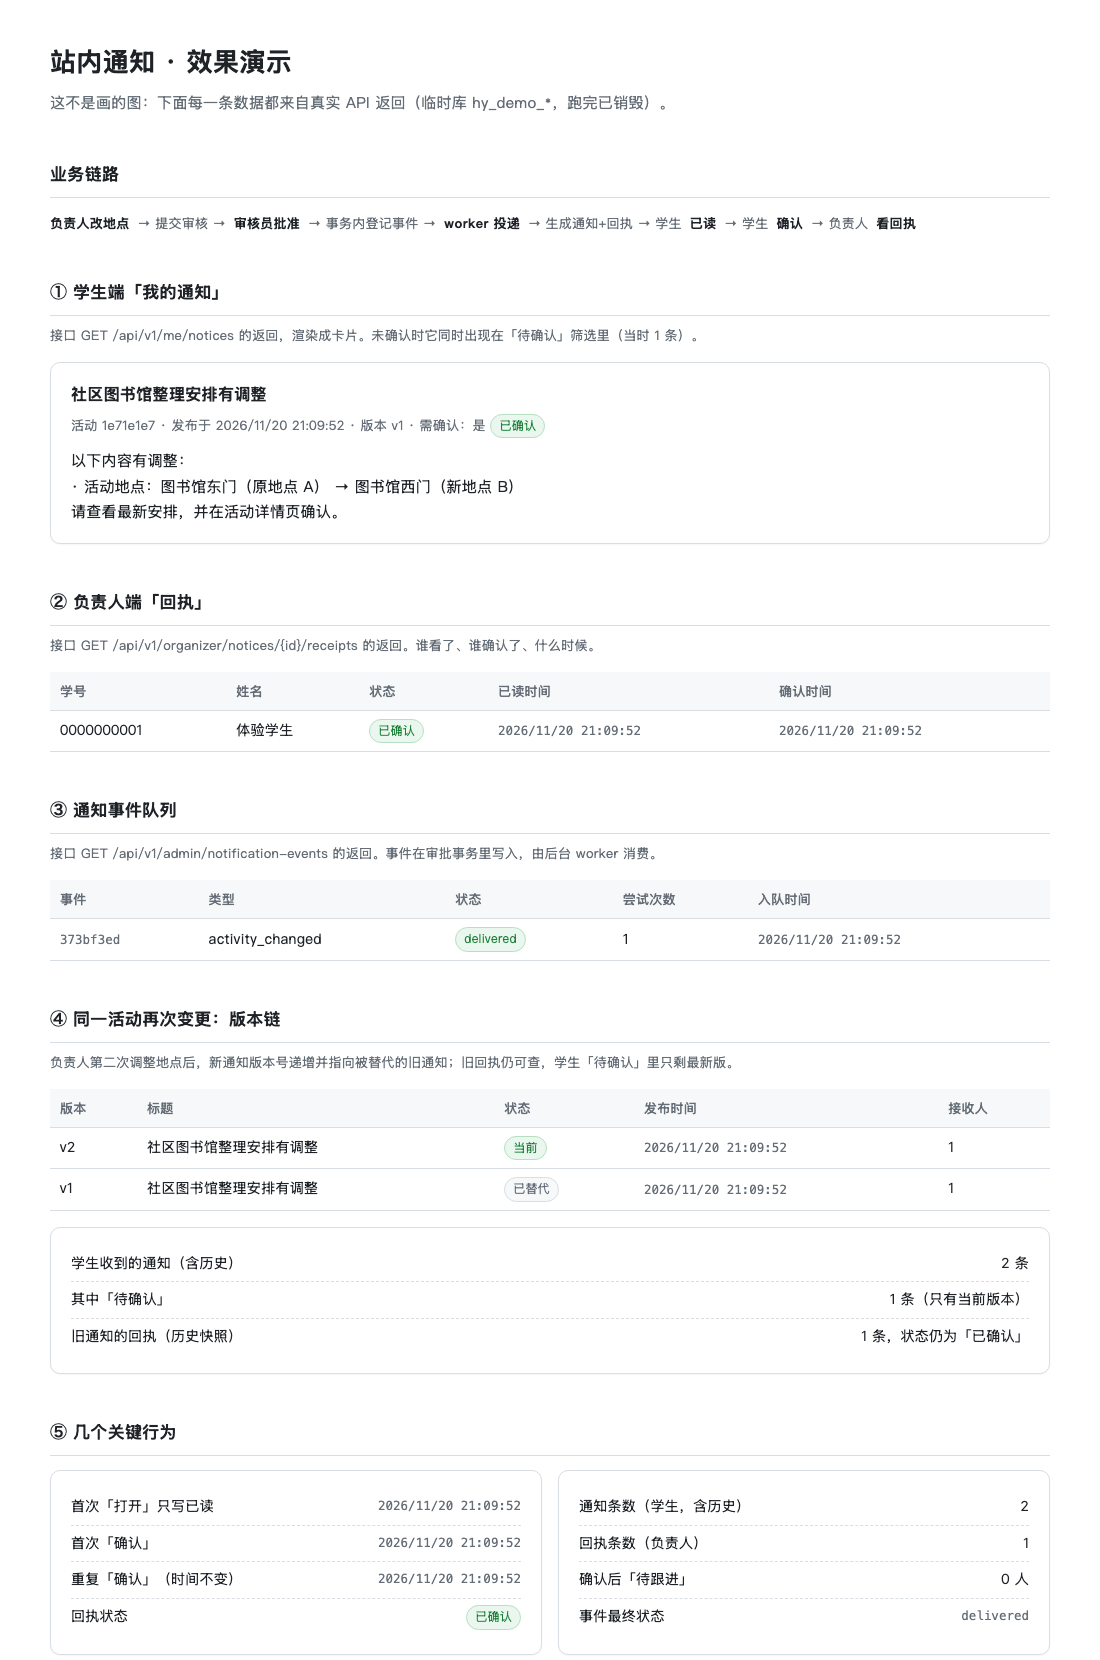 站内通知 · 效果演示
这不是画的图：下面每一条数据都来自真实 API 返回（临时库 hy_demo_*，跑完已销毁）。
业务链路
负责人改地点 → 提交审核 → 审核员批准 → 事务内登记事件 → worker 投递 → 生成通知+回执 → 学生 已读 → 学生 确认 → 负责人 看回执
① 学生端「我的通知」
接口 GET /api/v1/me/notices 的返回，渲染成卡片。未确认时它同时出现在「待确认」筛选里（当时 1 条）。
社区图书馆整理安排有调整
活动 1e71e1e7 · 发布于 2026/11/20 21:09:52 · 版本 v1 · 需确认：是 已确认
以下内容有调整：
· 活动地点：图书馆东门（原地点 A） → 图书馆西门（新地点 B）
请查看最新安排，并在活动详情页确认。
② 负责人端「回执」
接口 GET /api/v1/organizer/notices/{id}/receipts 的返回。谁看了、谁确认了、什么时候。
学号 姓名 状态 已读时间 确认时间
0000000001 体验学生 已确认 2026/11/20 21:09:52 2026/11/20 21:09:52
③ 通知事件队列
接口 GET /api/v1/admin/notification-events 的返回。事件在审批事务里写入，由后台 worker 消费。
事件 类型 状态 尝试次数 入队时间
373bf3ed activity_changed delivered 1 2026/11/20 21:09:52
④ 同一活动再次变更：版本链
负责人第二次调整地点后，新通知版本号递增并指向被替代的旧通知；旧回执仍可查，学生「待确认」里只剩最新版。
版本 标题 状态 发布时间 接收人
v2 社区图书馆整理安排有调整 当前 2026/11/20 21:09:52 1
v1 社区图书馆整理安排有调整 已替代 2026/11/20 21:09:52 1
学生收到的通知（含历史） 2 条
其中「待确认」 1 条（只有当前版本）
旧通知的回执（历史快照） 1 条，状态仍为「已确认」
⑤ 几个关键行为
首次「打开」只写已读 2026/11/20 21:09:52
首次「确认」 2026/11/20 21:09:52
重复「确认」（时间不变） 2026/11/20 21:09:52
回执状态 已确认
通知条数（学生，含历史） 2
回执条数（负责人） 1
确认后「待跟进」 0 人
事件最终状态 delivered